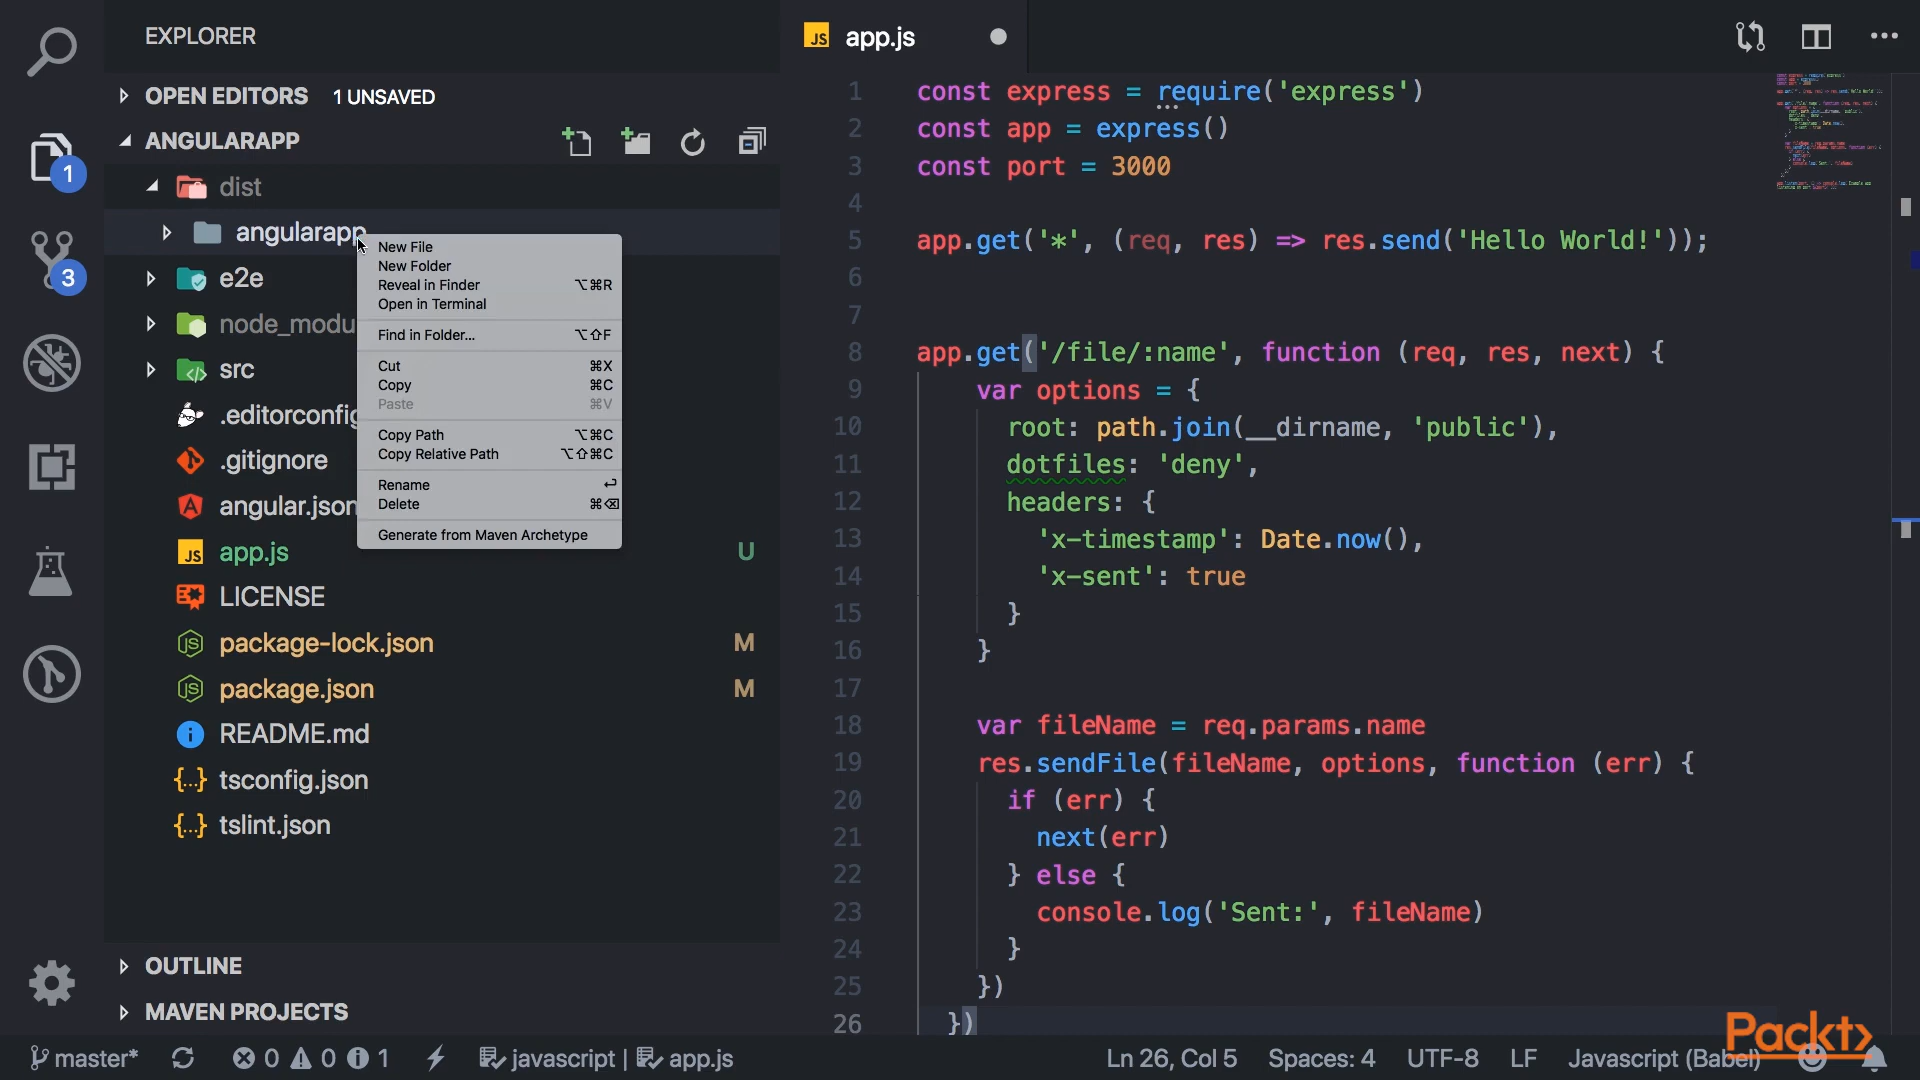 EXPLORER
OPEN EDITORS 1 UNSAVED
ANGULARAPP
dist
angularapp
e2e
node_modu
src
.editorconfig
.gitignore
angular.json
app.js U
LICENSE
package-lock.json M
package.json M
README.md
tsconfig.json
tslint.json
OUTLINE
MAVEN PROJECTS
1
3
New File
New Folder
Reveal in Finder ⌥⌘R
Open in Terminal
Find in Folder... ⌥⇧F
Cut ⌘X
Copy ⌘C
Paste ⌘V
Copy Path ⌥⌘C
Copy Relative Path ⌥⇧⌘C
Rename ↩
Delete ⌘⌫
Generate from Maven Archetype
JS app.js
1 const express = require('express')
2 const app = express()
3 const port = 3000
4
5 app.get('*', (req, res) => res.send('Hello World!'));
6
7
8 app.get('/file/:name', function (req, res, next) {
9 var options = {
10 root: path.join(__dirname, 'public'),
11 dotfiles: 'deny',
12 headers: {
13 'x-timestamp': Date.now(),
14 'x-sent': true
15 }
16 }
17
18 var fileName = req.params.name
19 res.sendFile(fileName, options, function (err) {
20 if (err) {
21 next(err)
22 } else {
23 console.log('Sent:', fileName)
24 }
25 })
26 })
Packt>
master* 0 0 1 javascript | app.js Ln 26, Col 5 Spaces: 4 UTF-8 LF Javascript (Babel)